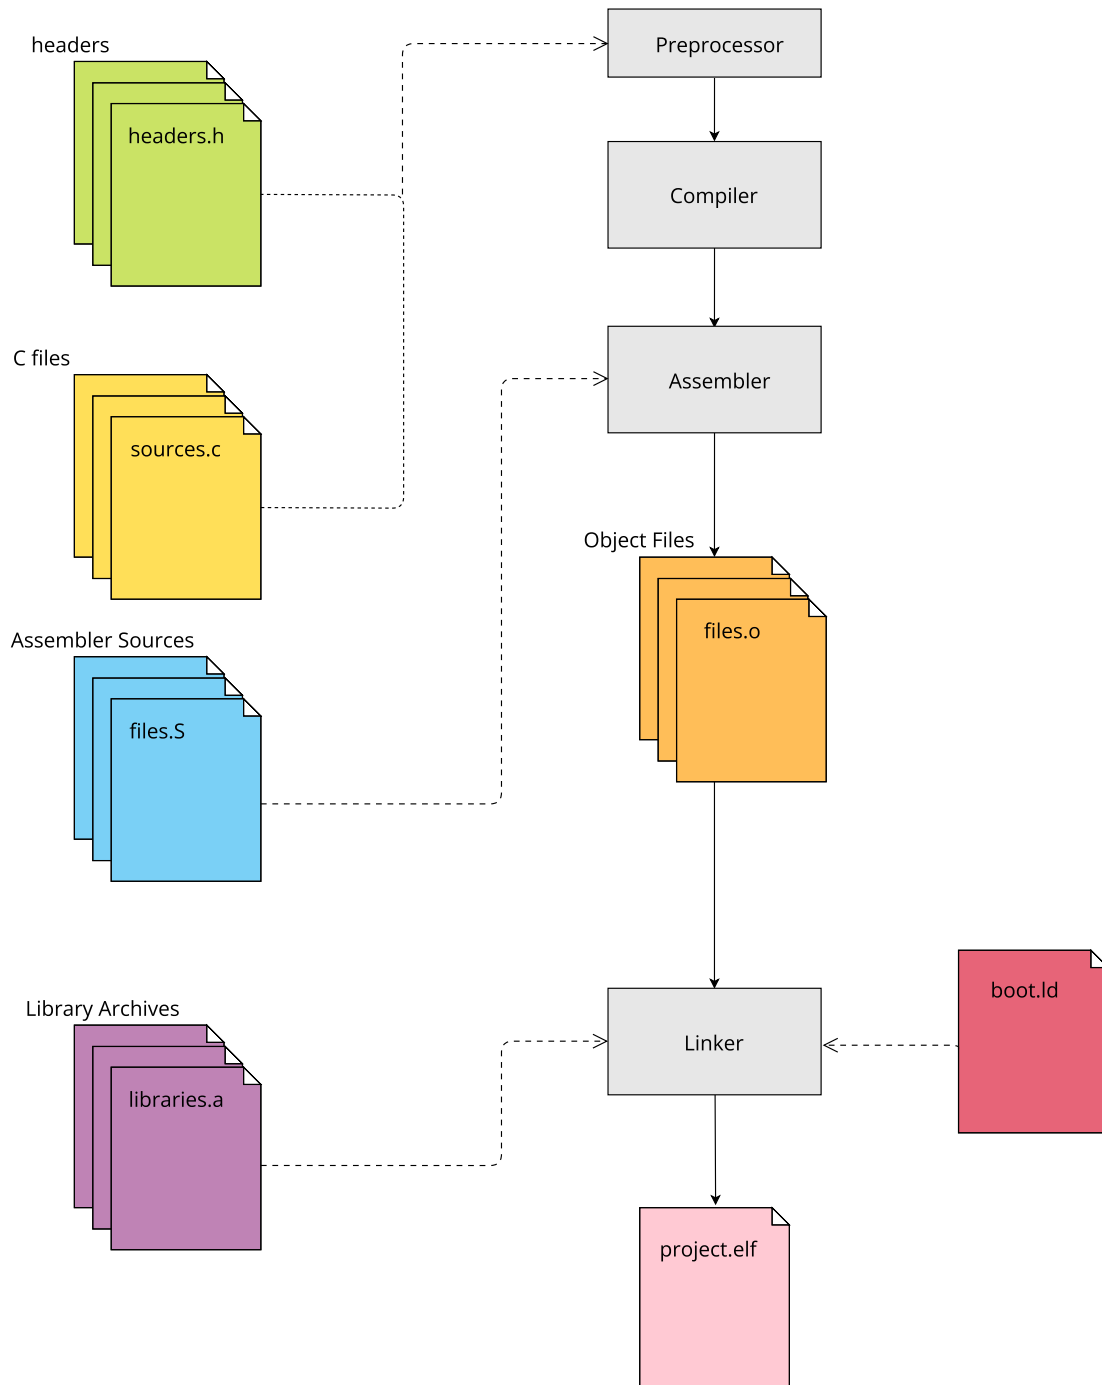 headers
headers.h
Preprocessor
Compiler
C files
sources.c
Assembler
Object Files
files.o
Assembler Sources
files.S
Library Archives
libraries.a
Linker
boot.ld
project.elf